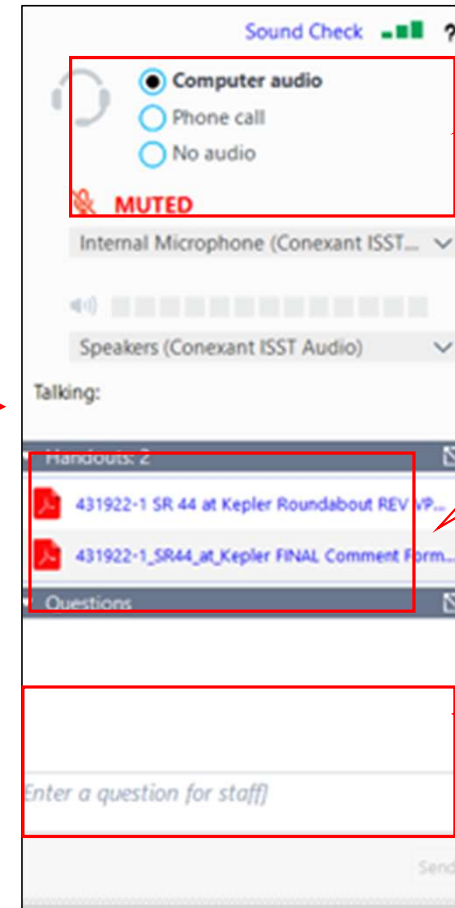 Sound Check ?
Computer audio
Phone call
No audio
MUTED
Internal Microphone (Conexant ISST...
Speakers (Conexant ISST Audio)
Talking:
Handouts: 2
431922-1 SR 44 at Kepler Roundabout REV VP...
431922-1_SR44_at_Kepler FINAL Comment Form...
Questions
Enter a question for staff]
Send